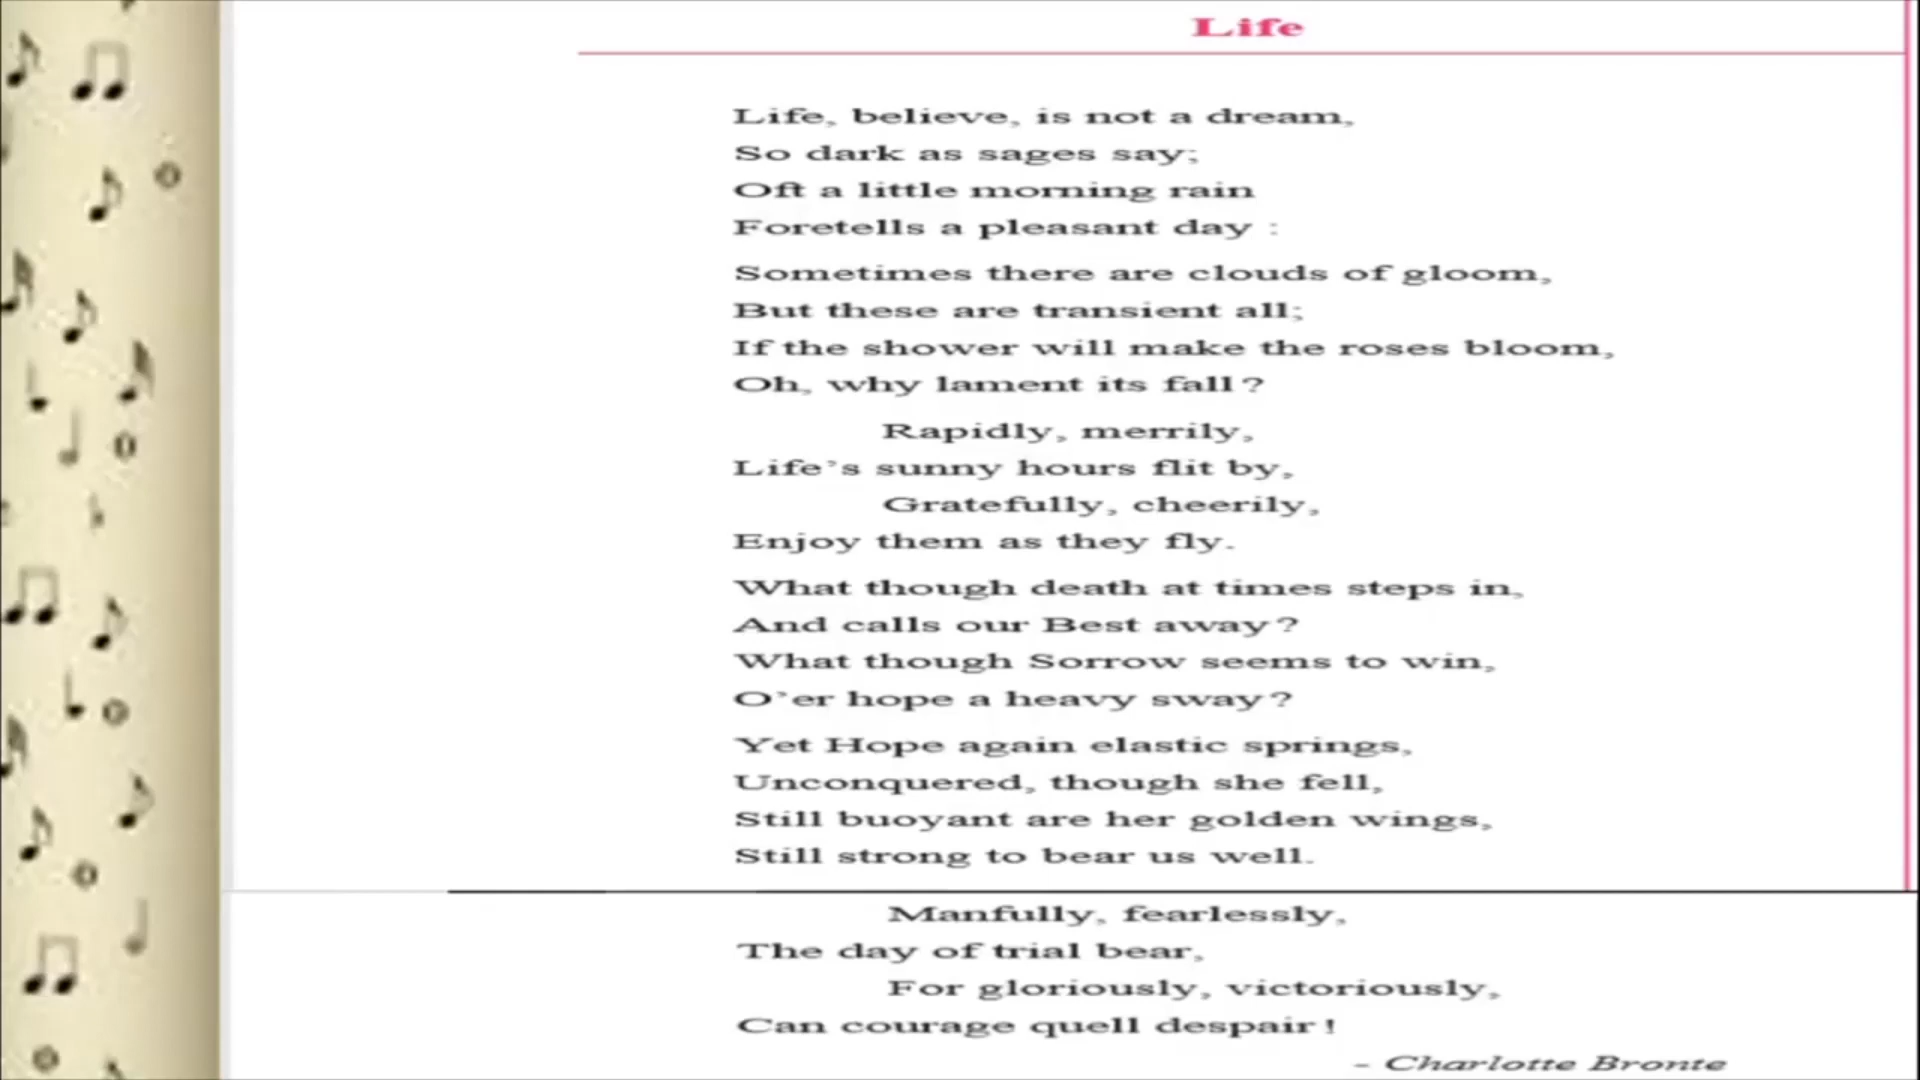 Life
Life, believe, is not a dream,
So dark as sages say;
Oft a little morning rain
Foretells a pleasant day :
Sometimes there are clouds of gloom,
But these are transient all;
If the shower will make the roses bloom,
Oh, why lament its fall ?
Rapidly, merrily,
Life's sunny hours flit by,
Gratefully, cheerily,
Enjoy them as they fly.
What though death at times steps in,
And calls our Best away ?
What though Sorrow seems to win,
O'er hope a heavy sway ?
Yet Hope again elastic springs,
Unconquered, though she fell,
Still buoyant are her golden wings,
Still strong to bear us well.
Manfully, fearlessly,
The day of trial bear,
For gloriously, victoriously,
Can courage quell despair !
- Charlotte Bronte